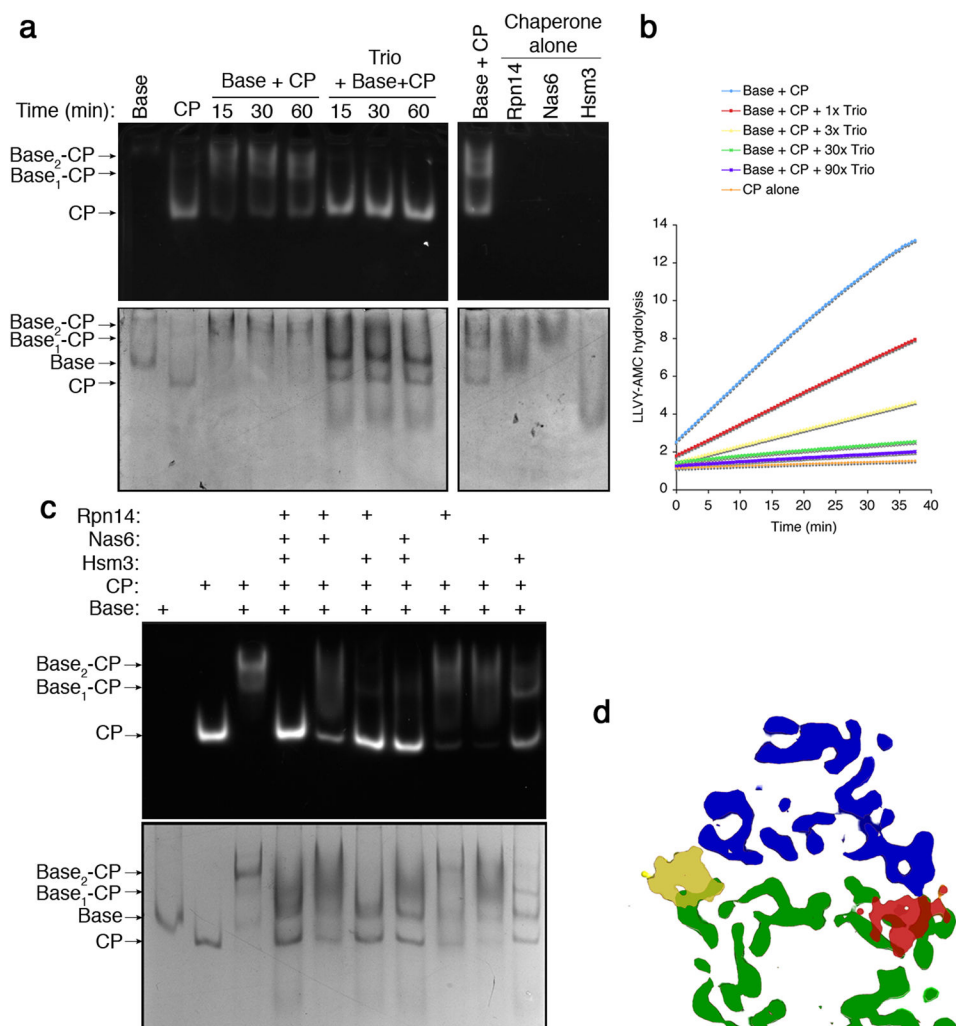 a
Base
CP
Base + CP
Trio
+ Base+CP
Time (min): 15 30 60 15 30 60
Base + CP
Chaperone
alone
Rpn14
Nas6
Hsm3
Base2-CP
Base1-CP
CP
Base2-CP
Base1-CP
Base
CP
b
Base + CP
Base + CP + 1x Trio
Base + CP + 3x Trio
Base + CP + 30x Trio
Base + CP + 90x Trio
CP alone
LLVY-AMC hydrolysis
14
12
10
8
6
4
2
0
0 5 10 15 20 25 30 35 40
Time (min)
c
Rpn14: + + + +
Nas6: + + + +
Hsm3: + + + +
CP: + + + + + + + + +
Base: + + + + + + + + +
Base2-CP
Base1-CP
CP
Base2-CP
Base1-CP
Base
CP
d